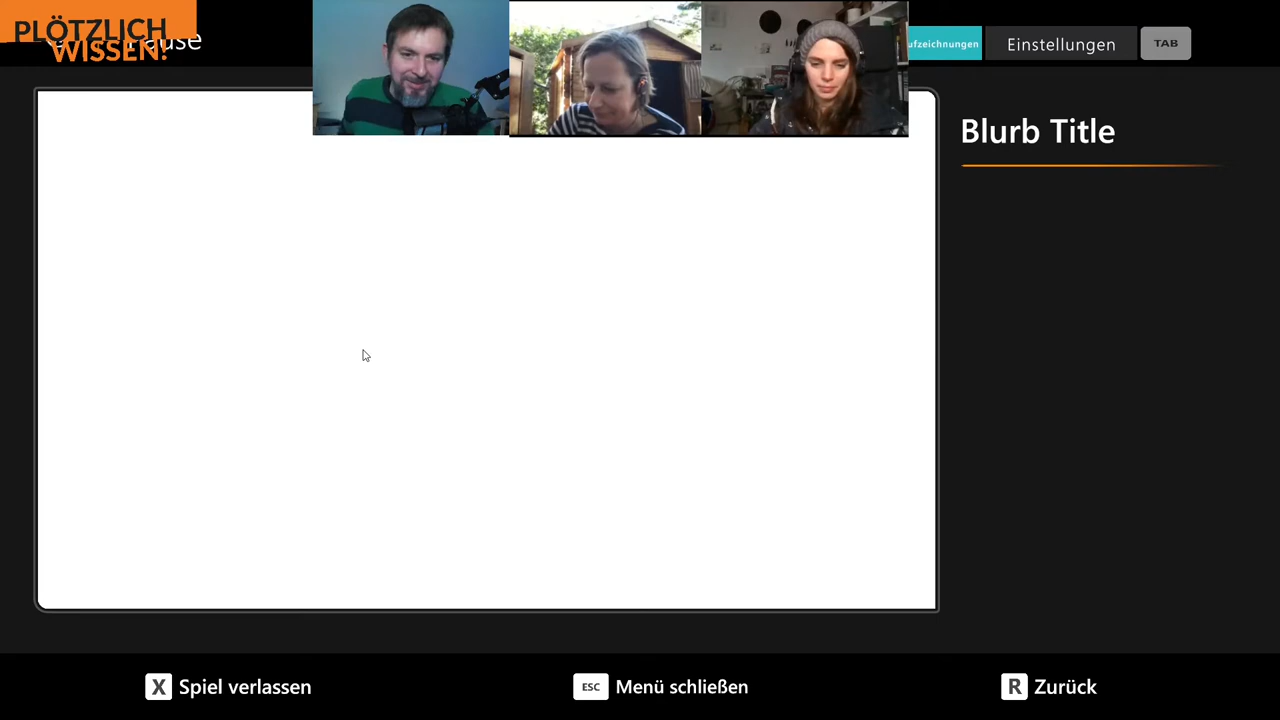 PLÖTZLICH
WISSEN!
ufzeichnungen
Einstellungen
TAB
Blurb Title
X Spiel verlassen
ESC Menü schließen
R Zurück